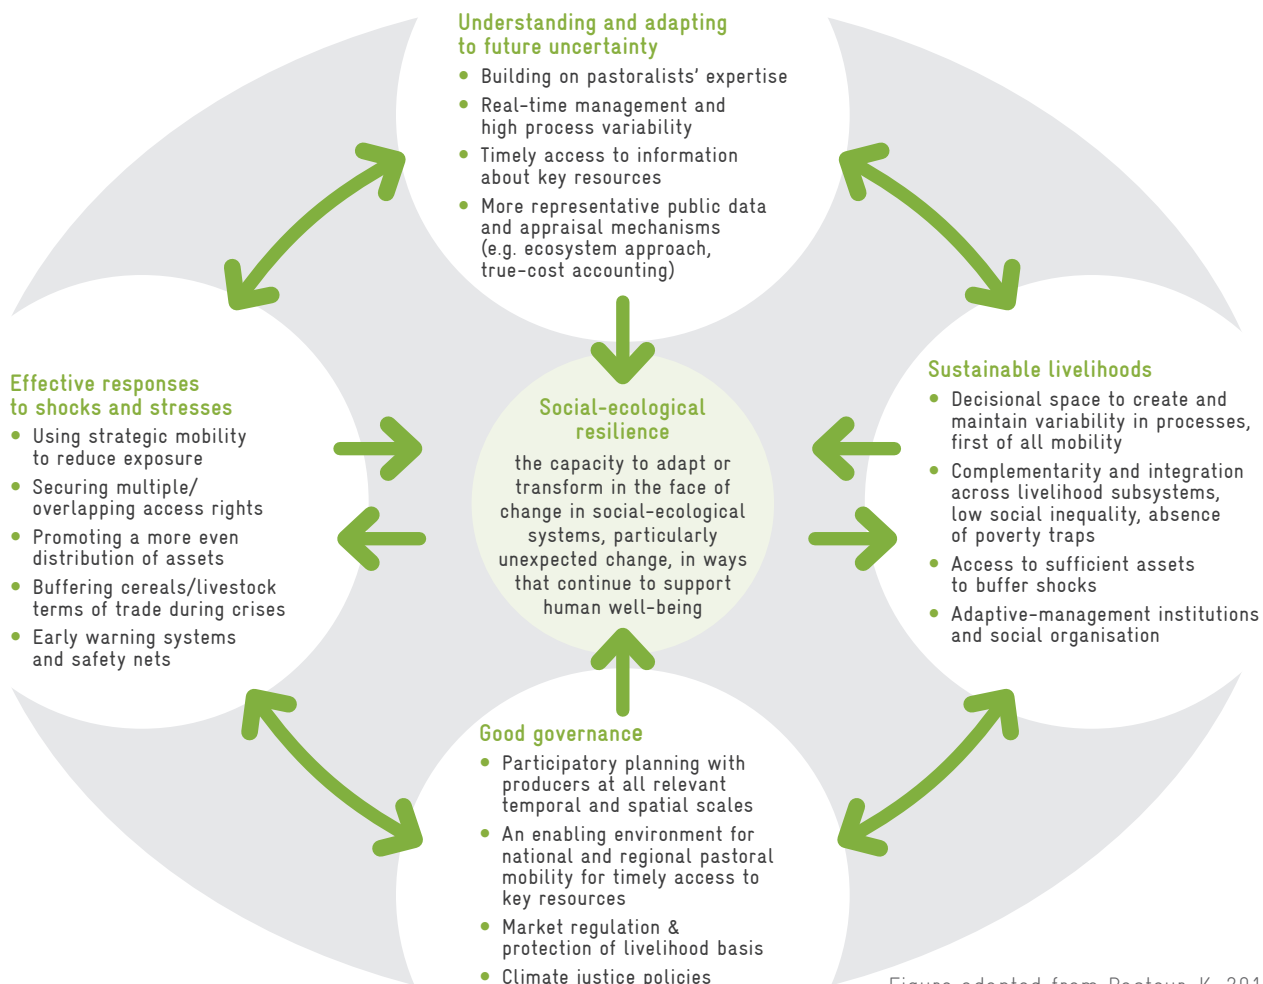 Understanding and adapting
to future uncertainty
• Building on pastoralists' expertise
• Real-time management and
high process variability
• Timely access to information
about key resources
• More representative public data
and appraisal mechanisms
(e.g. ecosystem approach,
true-cost accounting)
Effective responses
to shocks and stresses
• Using strategic mobility
to reduce exposure
• Securing multiple/
overlapping access rights
• Promoting a more even
distribution of assets
• Buffering cereals/livestock
terms of trade during crises
• Early warning systems
and safety nets
Social-ecological
resilience
the capacity to adapt or
transform in the face of
change in social-ecological
systems, particularly
unexpected change, in ways
that continue to support
human well-being
Sustainable livelihoods
• Decisional space to create and
maintain variability in processes,
first of all mobility
• Complementarity and integration
across livelihood subsystems,
low social inequality, absence
of poverty traps
• Access to sufficient assets
to buffer shocks
• Adaptive-management institutions
and social organisation
Good governance
• Participatory planning with
producers at all relevant
temporal and spatial scales
• An enabling environment for
national and regional pastoral
mobility for timely access to
key resources
• Market regulation &
protection of livelihood basis
• Climate justice policies
Figure adapted from Pasteur, K.